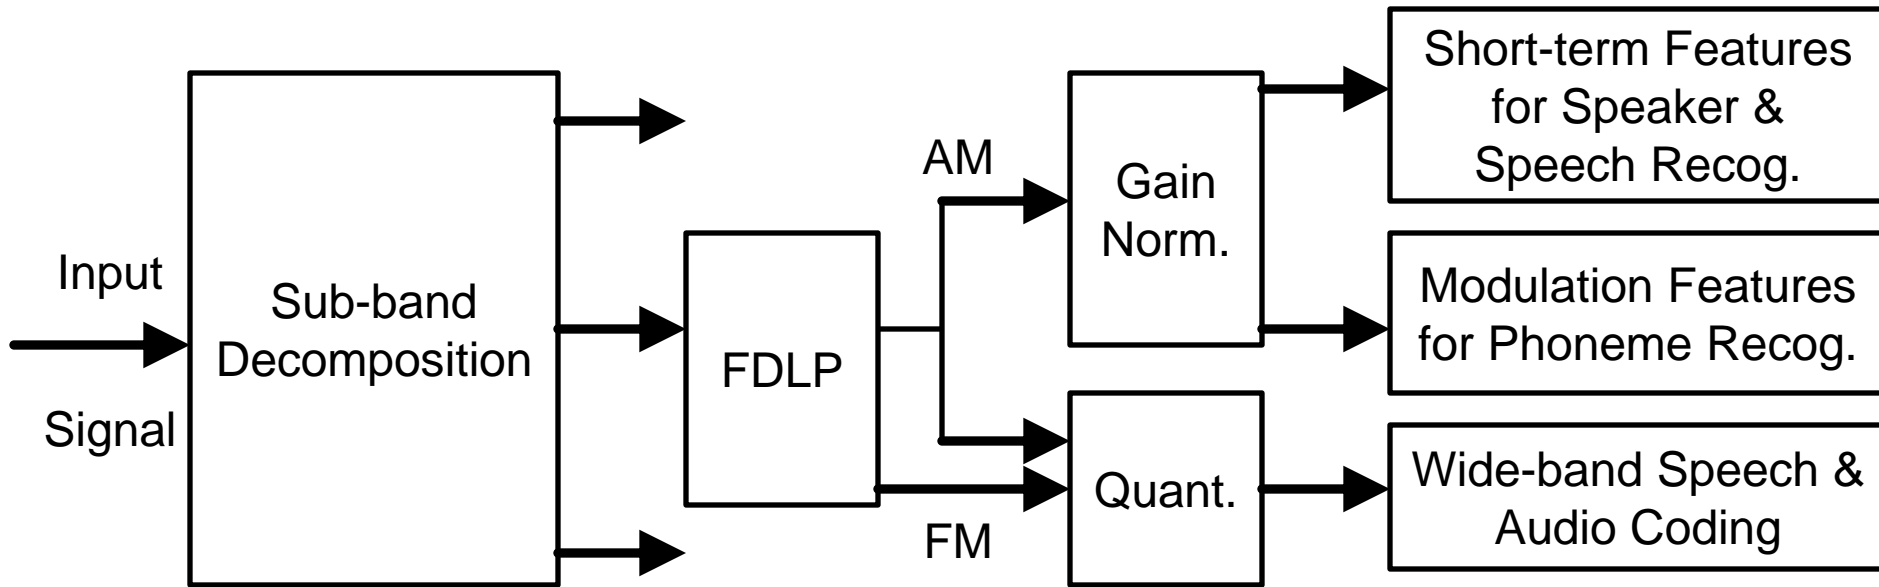 Input
Signal
Sub-band
Decomposition
FDLP
AM
FM
Gain
Norm.
Quant.
Short-term Features
for Speaker &
Speech Recog.
Modulation Features
for Phoneme Recog.
Wide-band Speech &
Audio Coding